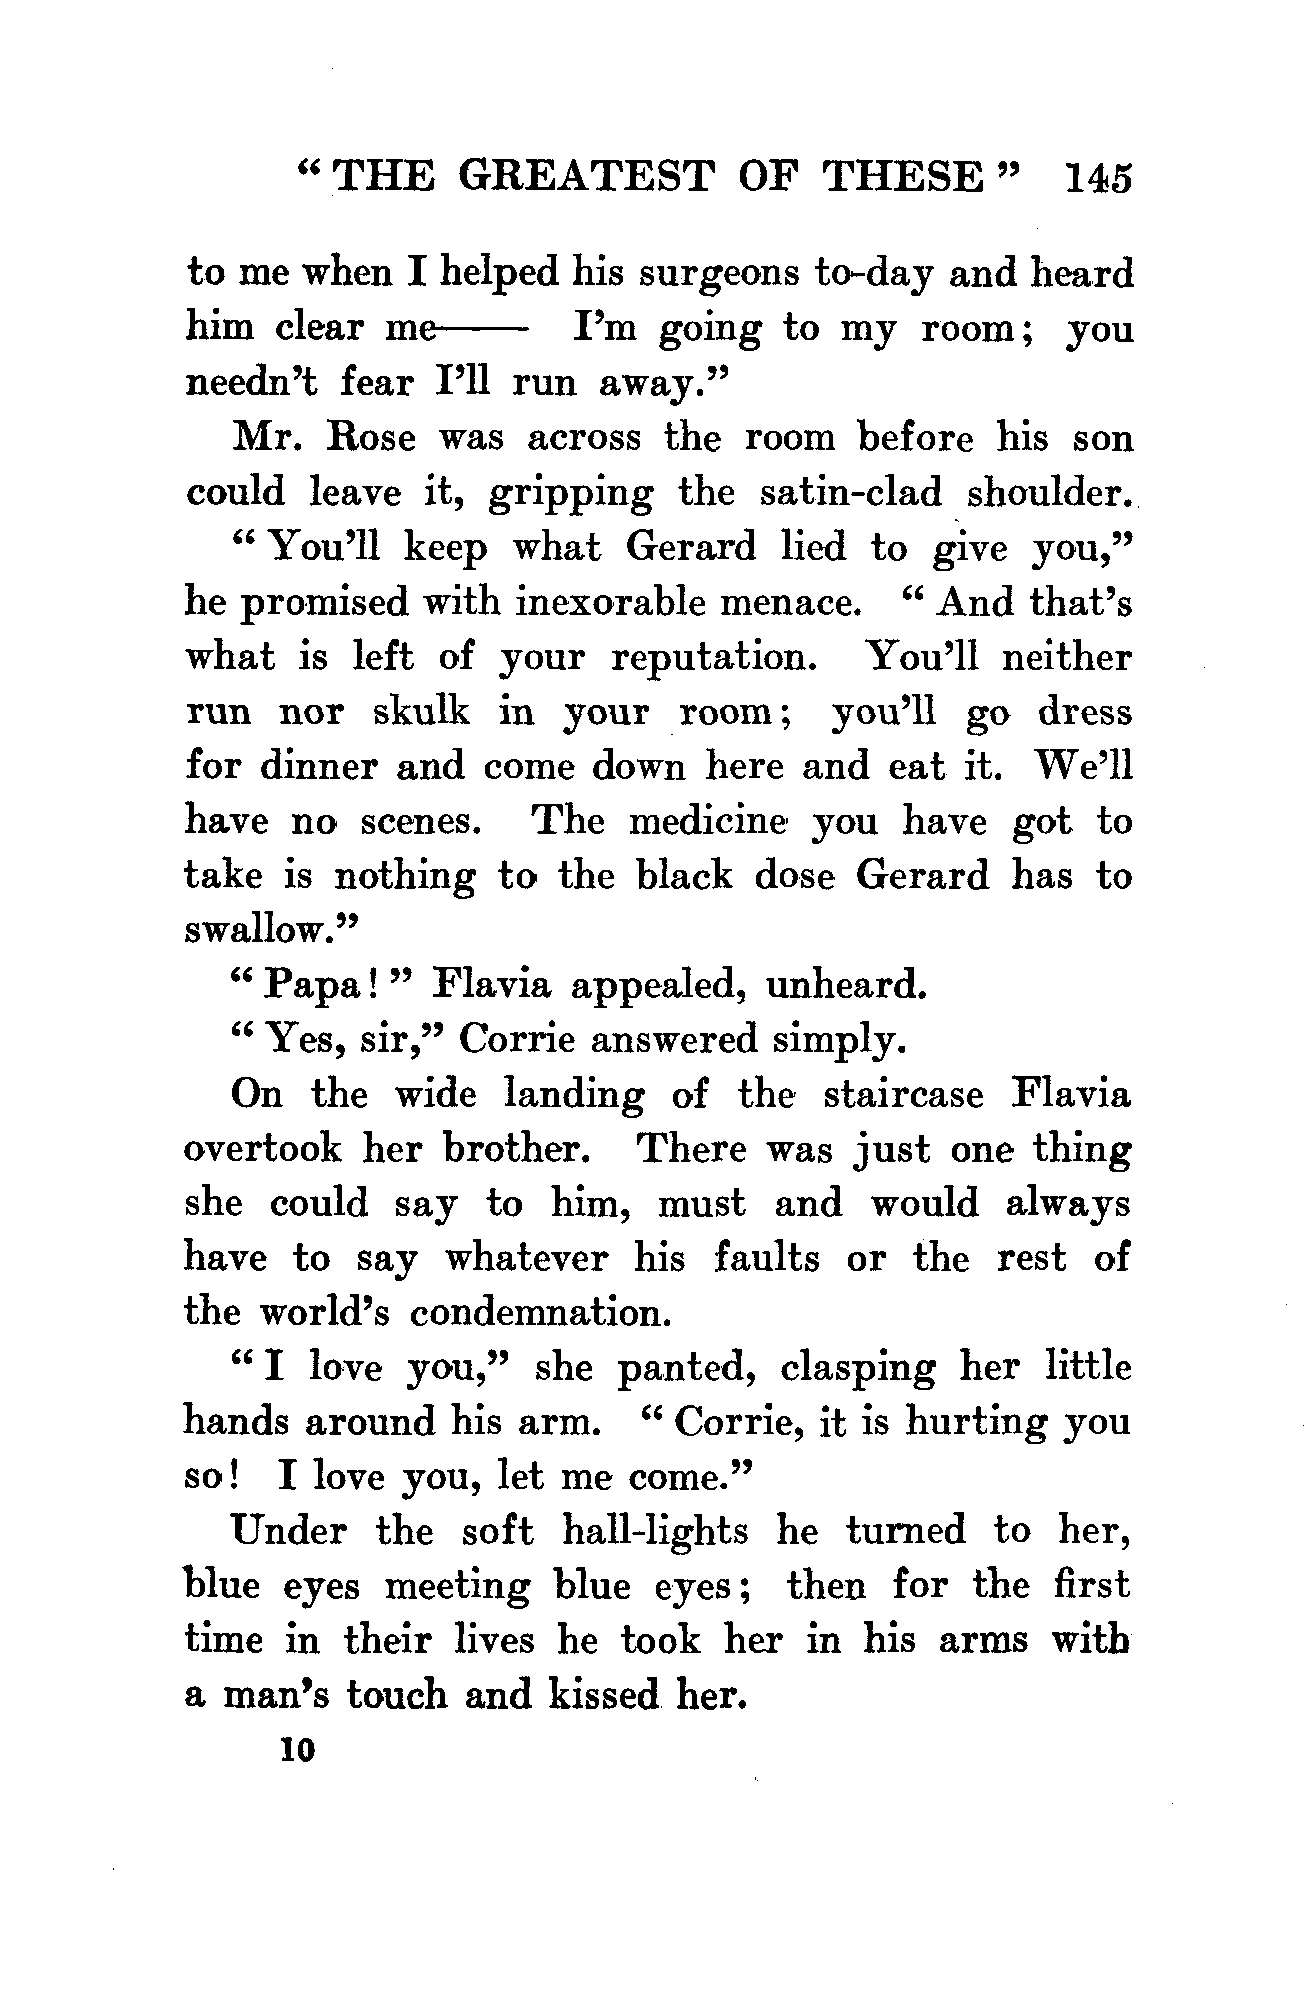 “ THE GREATEST OF THESE ” 145
to me when I helped his surgeons to-day and heard
him clear me—— I’m going to my room; you
needn’t fear I’ll run away.”
Mr. Rose was across the room before his son
could leave it, gripping the satin-clad shoulder.
“ You’ll keep what Gerard lied to give you,”
he promised with inexorable menace. “ And that’s
what is left of your reputation. You’ll neither
run nor skulk in your room; you’ll go dress
for dinner and come down here and eat it. We’ll
have no scenes. The medicine you have got to
take is nothing to the black dose Gerard has to
swallow.”
“ Papa! ” Flavia appealed, unheard.
“ Yes, sir,” Corrie answered simply.
On the wide landing of the staircase Flavia
overtook her brother. There was just one thing
she could say to him, must and would always
have to say whatever his faults or the rest of
the world’s condemnation.
“ I love you,” she panted, clasping her little
hands around his arm. “ Corrie, it is hurting you
so! I love you, let me come.”
Under the soft hall-lights he turned to her,
blue eyes meeting blue eyes; then for the first
time in their lives he took her in his arms with
a man’s touch and kissed her.
10